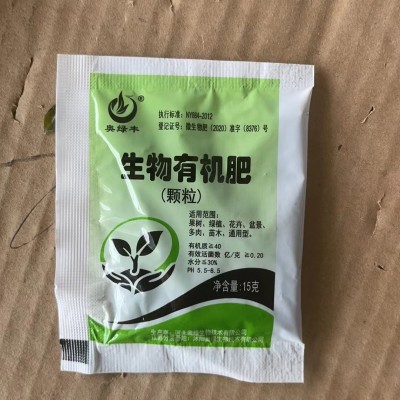 奥绿丰
执行标准：NY884-2012
登记证号：微生物肥（2020）准字（8376）号
生物有机肥
（颗粒）
适用范围：
果树、绿植、花卉、盆景、
多肉、苗木、通用型。
有机质≥40
有效活菌数 亿/克 ≥0.20
水分≤30%
PH 5.5-8.5
净含量：15克